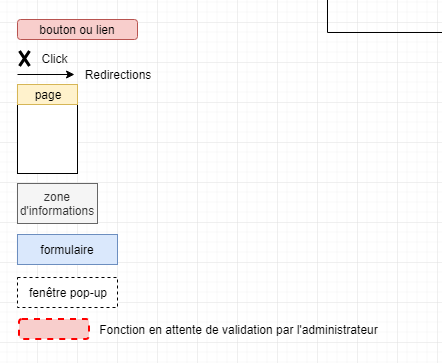 bouton ou lien
Click
Redirections
page
zone
d'informations
formulaire
fenêtre pop-up
Fonction en attente de validation par l'administrateur